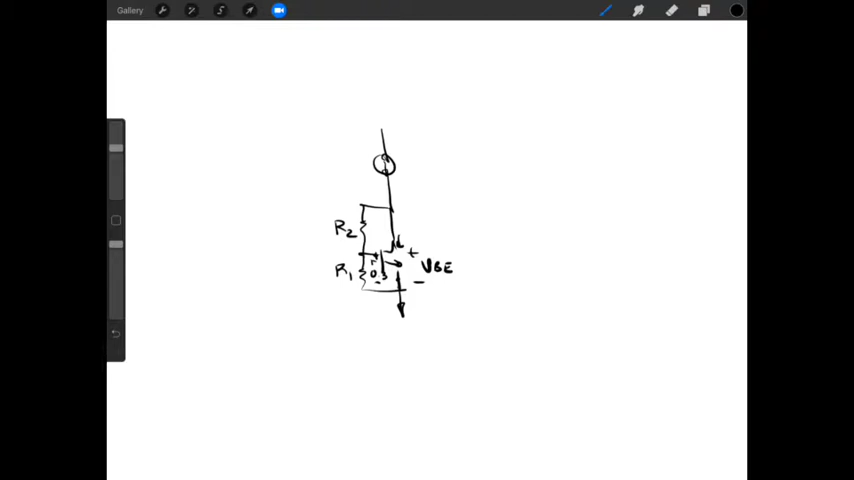 Gallery
R2
+
R1
+
VBE
-
-